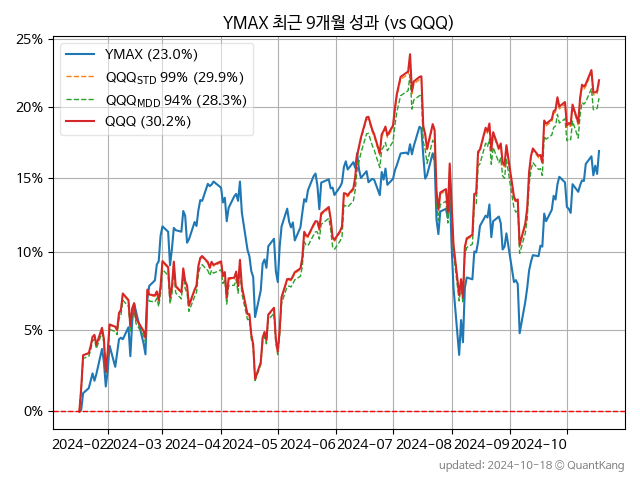 YMAX 최근 9개월 성과 (vs QQQ)
25%
20%
15%
10%
5%
0%
YMAX (23.0%)
QQQSTD 99% (29.9%)
QQQMDD 94% (28.3%)
QQQ (30.2%)
2024-02 2024-03 2024-04 2024-05 2024-06 2024-07 2024-08 2024-09 2024-10
updated: 2024-10-18 © QuantKang